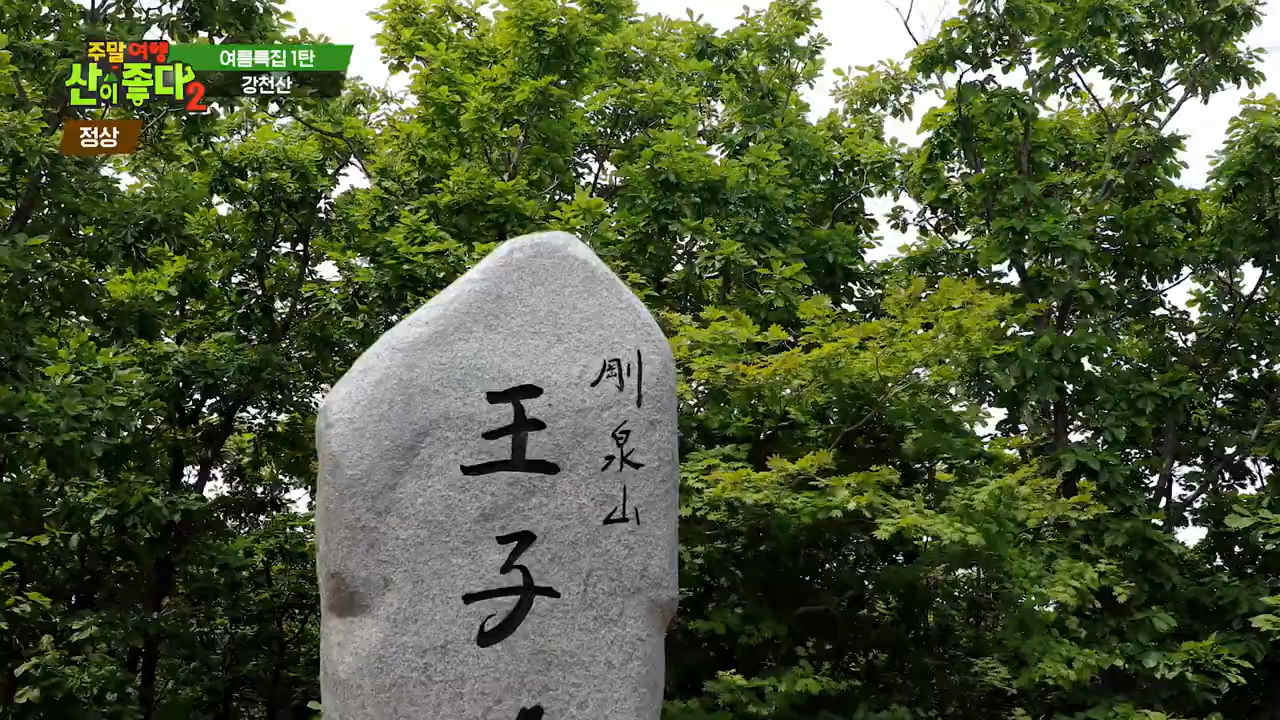 주말 여행
산이 좋다2
여름특집 1탄
강천산
정상
剛泉山
王子